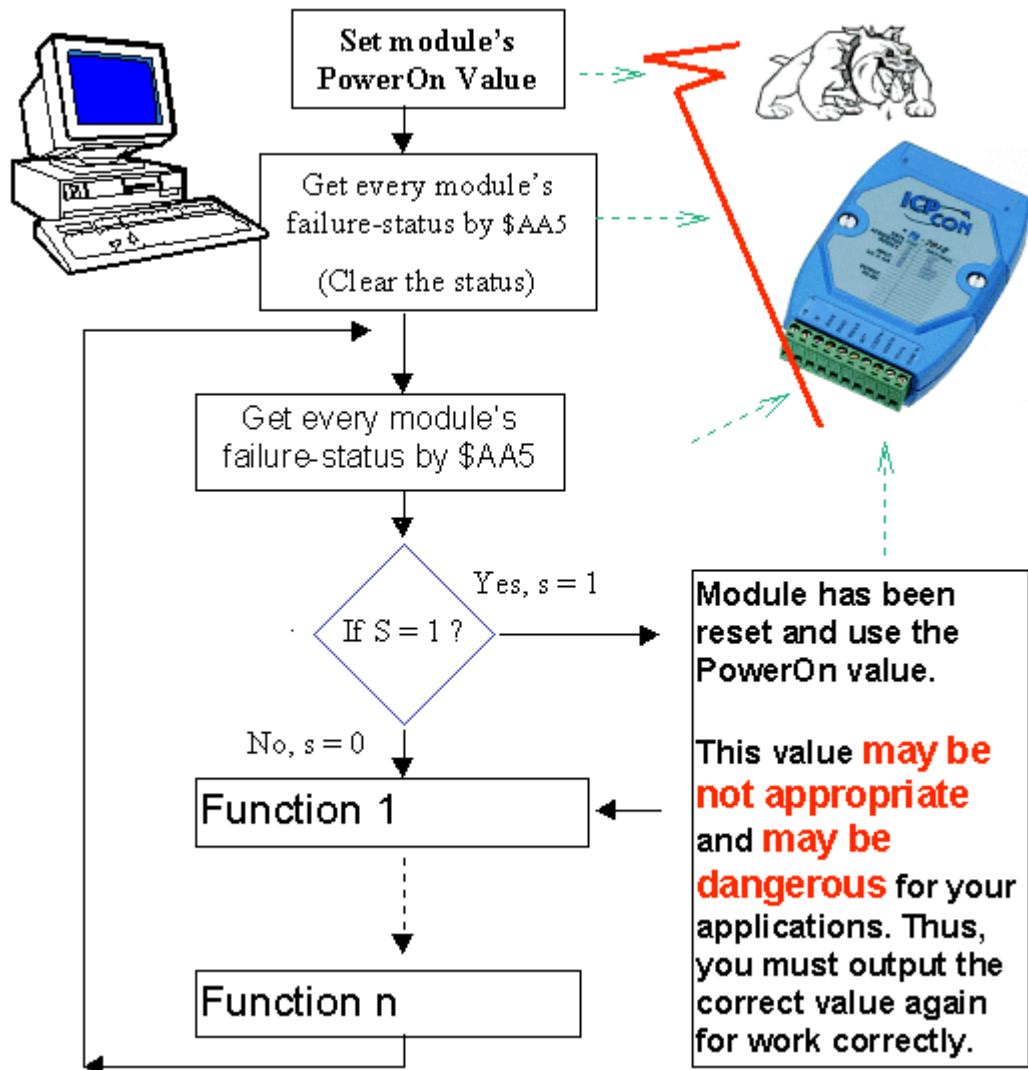 Set module's
PowerOn Value
Get every module's
failure-status by $AA5
(Clear the status)
ICP
CON
Get every module's
failure-status by $AA5
If S = 1 ?
Yes, s = 1
No, s = 0
Module has been
reset and use the
PowerOn value.
This value may be
not appropriate
and may be
dangerous for your
applications. Thus,
you must output the
correct value again
for work correctly.
Function 1
Function n